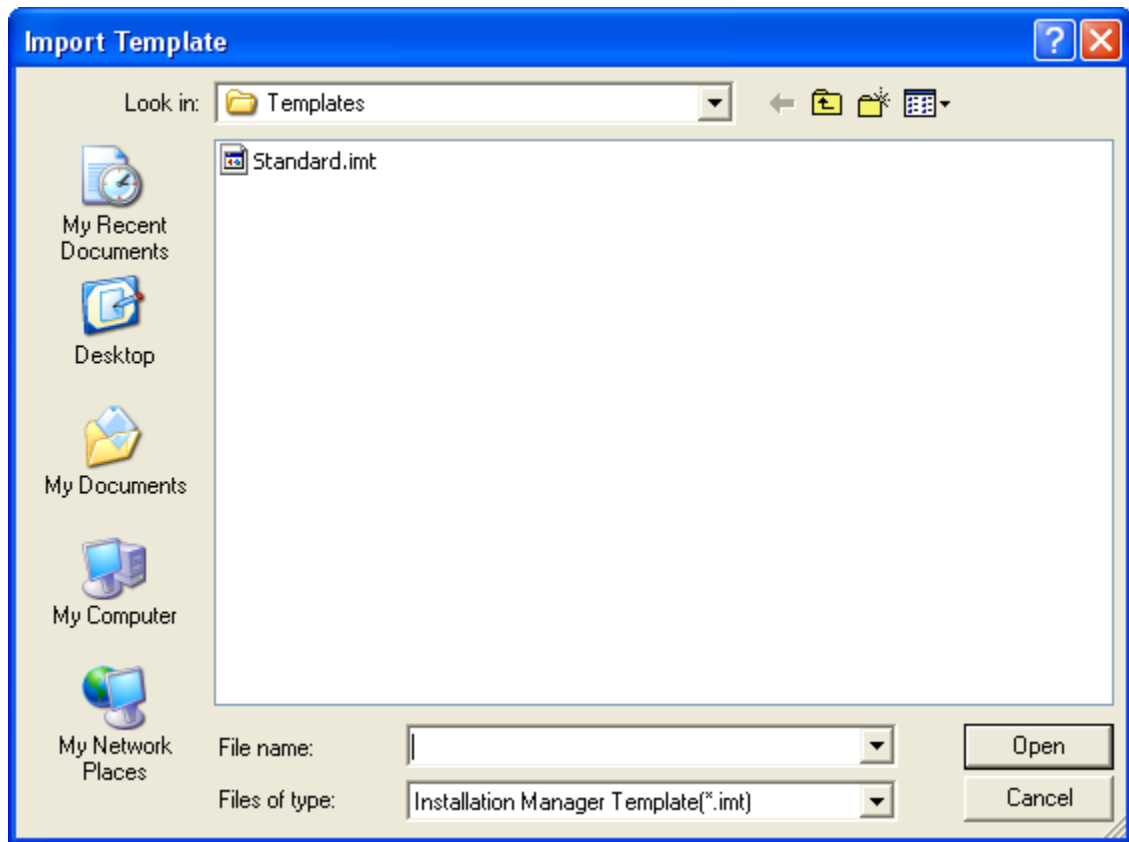 Import Template
Look in:
Templates
Standard.imt
My Recent
Documents
Desktop
My Documents
My Computer
My Network
Places
File name:
Open
Files of type:
Installation Manager Template(*.imt)
Cancel